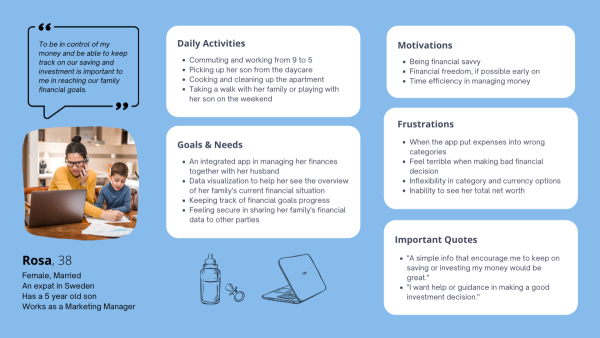 “
To be in control of my
money and be able to keep
track on our saving and
investment is important to
me in reaching our family
financial goals.
”
Rosa, 38
Female, Married
An expat in Sweden
Has a 5 year old son
Works as a Marketing Manager
Daily Activities
• Commuting and working from 9 to 5
• Picking up her son from the daycare
• Cooking and cleaning up the apartment
• Taking a walk with her family or playing with
her son on the weekend
Goals & Needs
• An integrated app in managing her finances
together with her husband
• Data visualization to help her see the overview
of her family's current financial situation
• Keeping track of financial goals progress
• Feeling secure in sharing her family's financial
data to other parties
Motivations
• Being financial savvy
• Financial freedom, if possible early on
• Time efficiency in managing money
Frustrations
• When the app put expenses into wrong
categories
• Feel terrible when making bad financial
decision
• Inflexibility in category and currency options
• Inability to see her total net worth
Important Quotes
• "A simple info that encourage me to keep on
saving or investing my money would be
great."
• "I want help or guidance in making a good
investment decision."